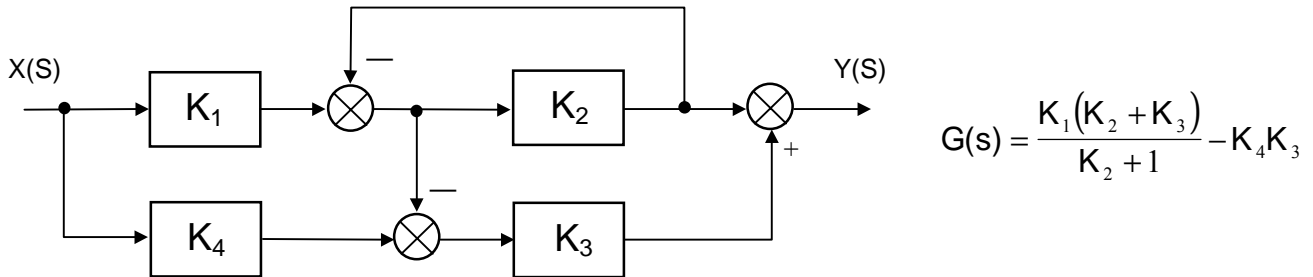 X(S)
K₁
—
K₂
Y(S)
+
—
K₄
K₃
G(s) = K₁(K₂ + K₃) / (K₂ + 1) − K₄K₃